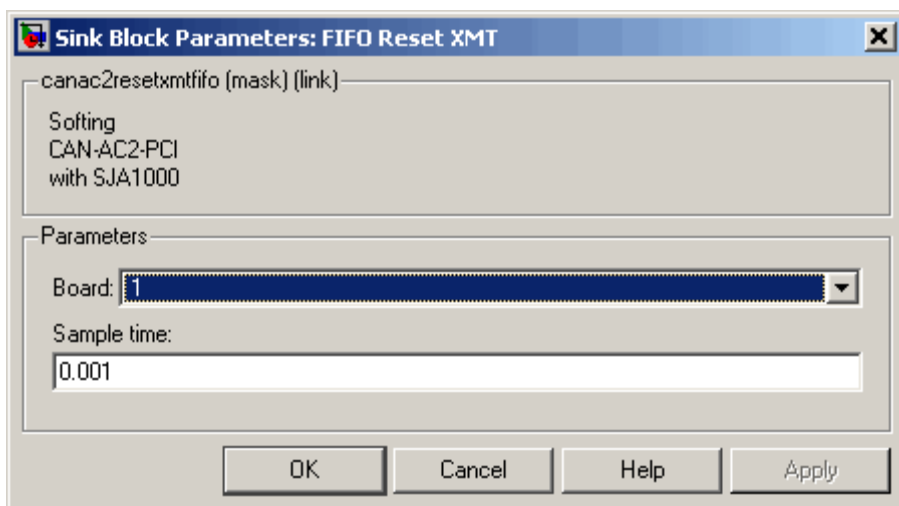 Sink Block Parameters: FIFO Reset XMT
canac2resetxmtfifo (mask) (link)
Softing
CAN-AC2-PCI
with SJA1000
Parameters
Board: 1
Sample time:
0.001
OK Cancel Help Apply